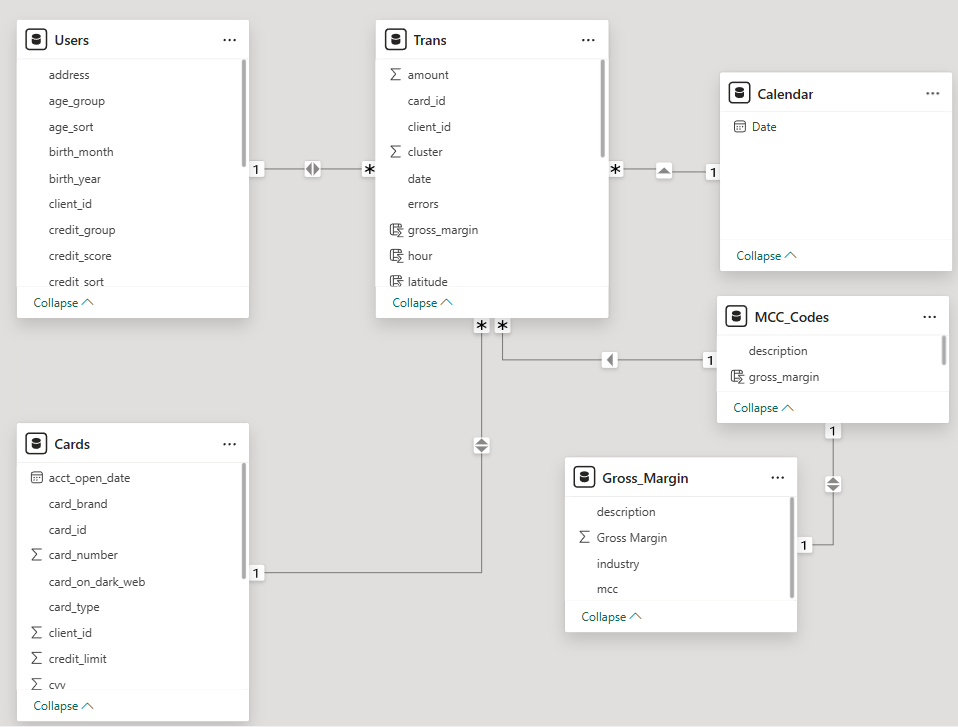 Users
address
age_group
age_sort
birth_month
birth_year
client_id
credit_group
credit_score
credit_sort
Collapse
Trans
amount
card_id
client_id
cluster
date
errors
gross_margin
hour
latitude
Collapse
Calendar
Date
Collapse
1
*
*
1
*
*
1
1
1
1
MCC_Codes
description
gross_margin
Collapse
Cards
acct_open_date
card_brand
card_id
card_number
card_on_dark_web
card_type
client_id
credit_limit
cvv
Collapse
Gross_Margin
description
Gross Margin
industry
mcc
Collapse